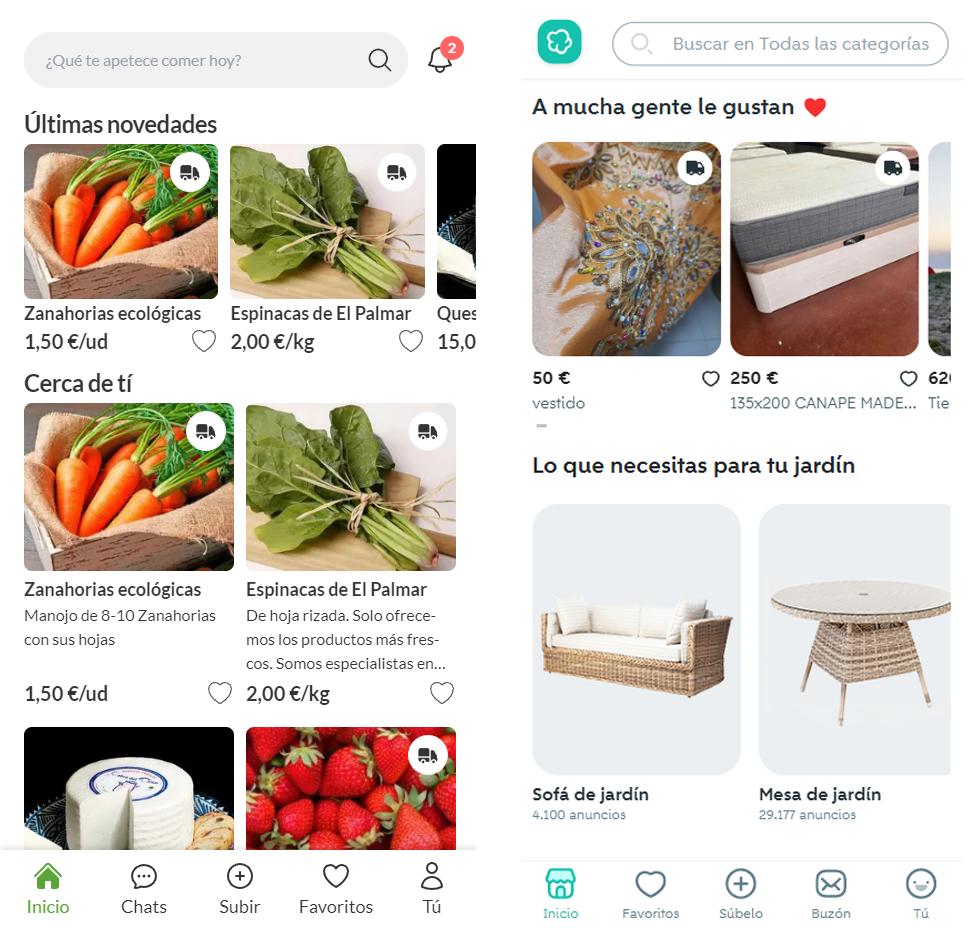 ¿Qué te apetece comer hoy?
2
Últimas novedades
Zanahorias ecológicas
Espinacas de El Palmar
Ques
1,50 €/ud
2,00 €/kg
15,0
Cerca de tí
Zanahorias ecológicas
Espinacas de El Palmar
Manojo de 8-10 Zanahorias
con sus hojas
De hoja rizada. Solo ofrece-
mos los productos más fres-
cos. Somos especialistas en...
1,50 €/ud
2,00 €/kg
Inicio
Chats
Subir
Favoritos
Tú
Buscar en Todas las categorías
A mucha gente le gustan
50 €
250 €
620
vestido
135x200 CANAPE MADE...
Tie
Lo que necesitas para tu jardín
Sofá de jardín
Mesa de jardín
4.100 anuncios
29.177 anuncios
Inicio
Favoritos
Súbelo
Buzón
Tú